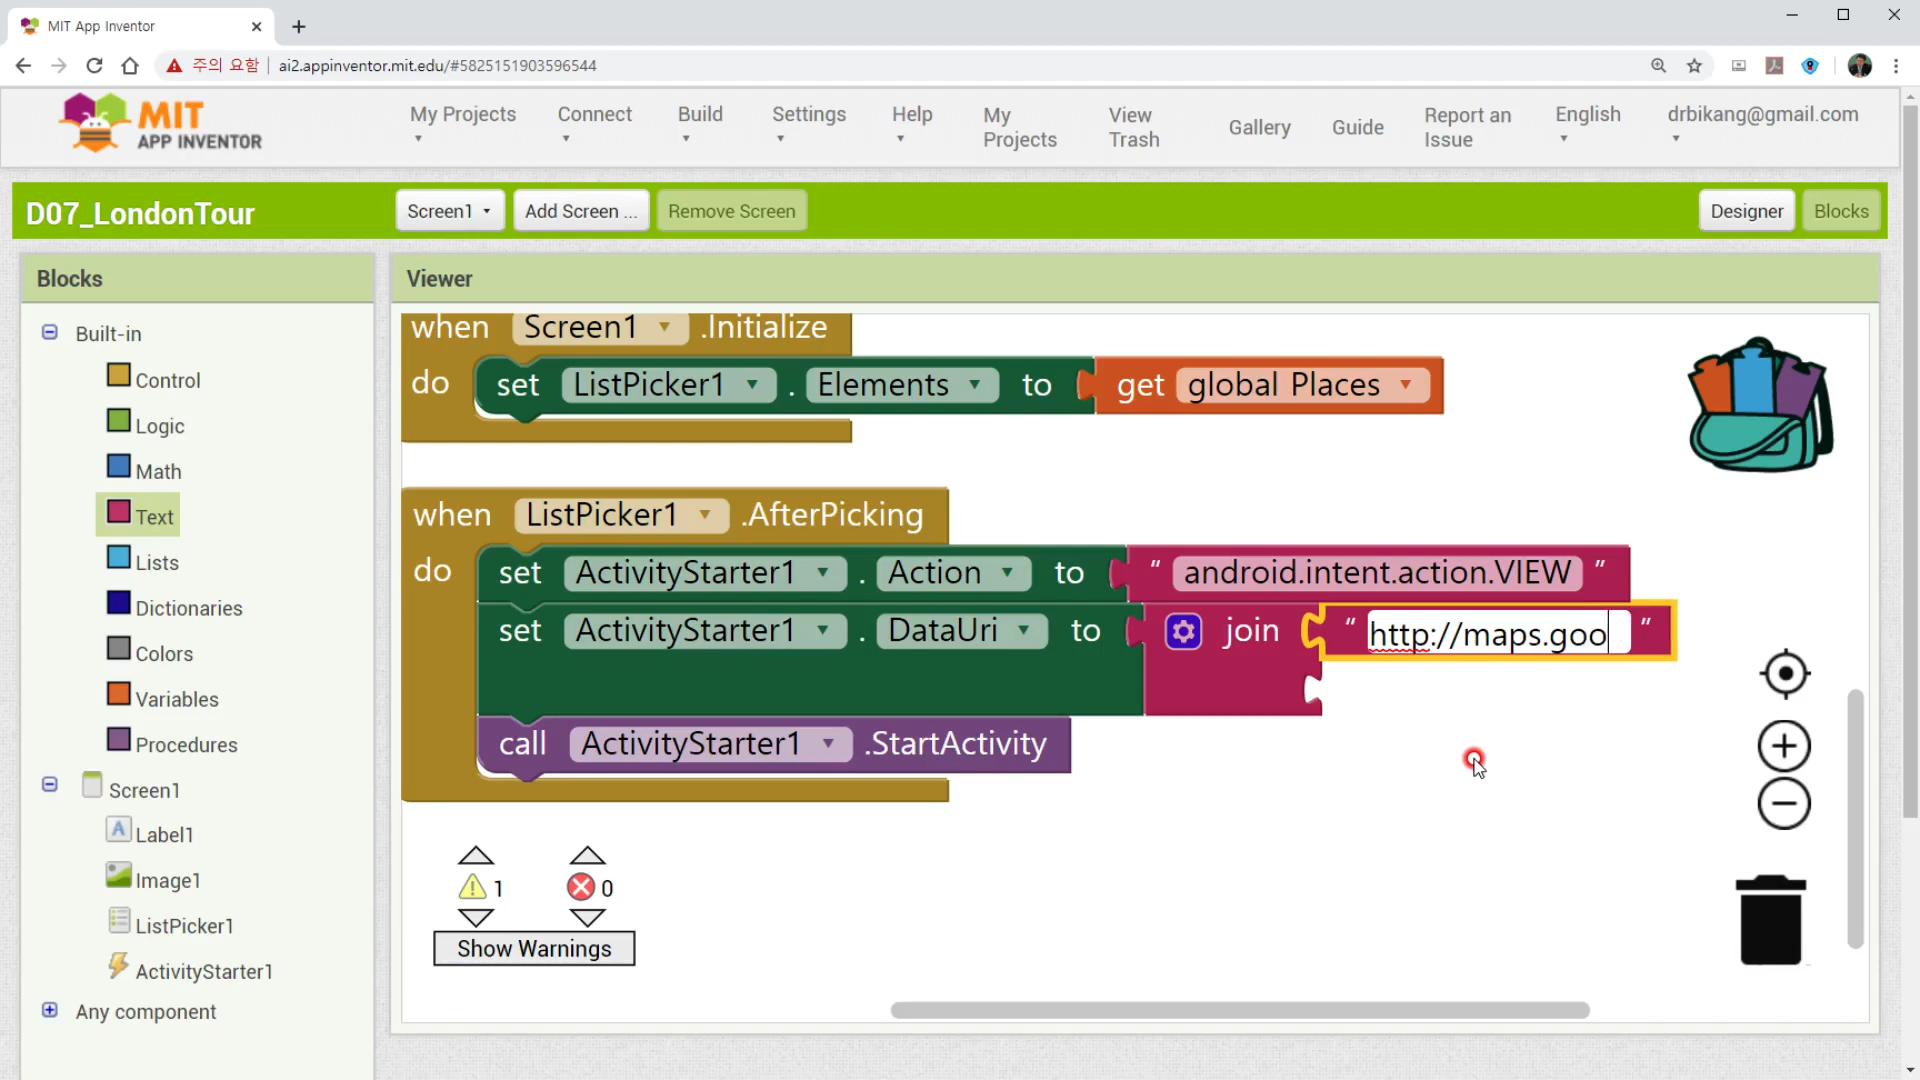 MIT App Inventor
주의 요함 | ai2.appinventor.mit.edu/#5825151903596544
MIT
APP INVENTOR
My Projects
Connect
Build
Settings
Help
My Projects
View Trash
Gallery
Guide
Report an Issue
English
drbikang@gmail.com
D07_LondonTour
Screen1
Add Screen ...
Remove Screen
Designer
Blocks
Blocks
Viewer
Built-in
Control
Logic
Math
Text
Lists
Dictionaries
Colors
Variables
Procedures
Screen1
Label1
Image1
ListPicker1
ActivityStarter1
Any component
when Screen1 .Initialize
do set ListPicker1 . Elements to get global Places
when ListPicker1 .AfterPicking
do set ActivityStarter1 . Action to " android.intent.action.VIEW "
set ActivityStarter1 . DataUri to join " http://maps.goo "
call ActivityStarter1 .StartActivity
1
0
Show Warnings